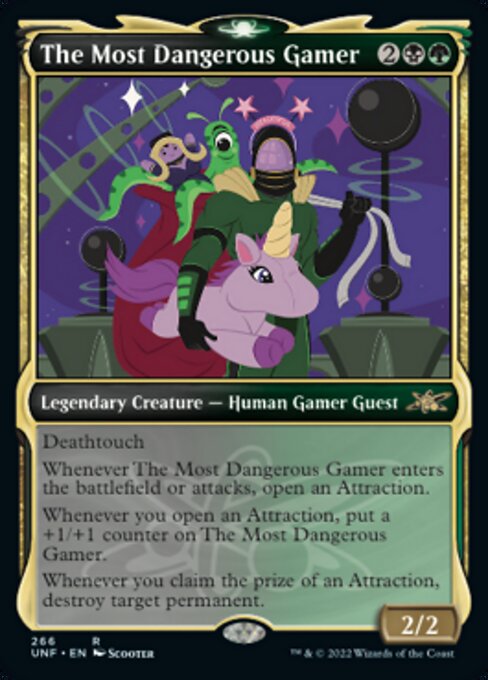 The Most Dangerous Gamer 2
Legendary Creature — Human Gamer Guest
Deathtouch
Whenever The Most Dangerous Gamer enters
the battlefield or attacks, open an Attraction.
Whenever you open an Attraction, put a
+1/+1 counter on The Most Dangerous
Gamer.
Whenever you claim the prize of an Attraction,
destroy target permanent.
2/2
266 R
UNF • EN Scooter
™ & © 2022 Wizards of the Coast